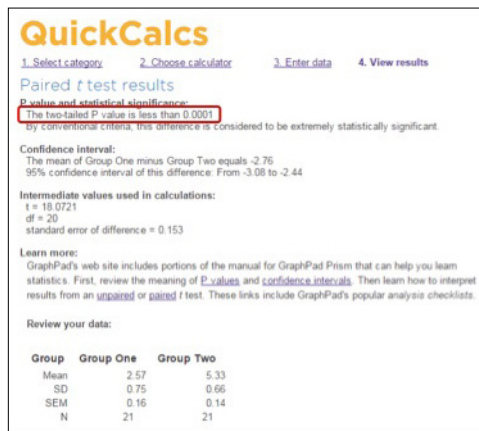 QuickCalcs
1. Select category 2. Choose calculator 3. Enter data 4. View results
Paired t test results
P value and statistical significance:
The two-tailed P value is less than 0.0001
By conventional criteria, this difference is considered to be extremely statistically significant.
Confidence interval:
The mean of Group One minus Group Two equals -2.76
95% confidence interval of this difference: From -3.08 to -2.44
Intermediate values used in calculations:
t = 18.0721
df = 20
standard error of difference = 0.153
Learn more:
GraphPad's web site includes portions of the manual for GraphPad Prism that can help you learn
statistics. First, review the meaning of P values and confidence intervals. Then learn how to interpret
results from an unpaired or paired t test. These links include GraphPad's popular analysis checklists.
Review your data:
Group Group One Group Two
Mean 2.57 5.33
SD 0.75 0.66
SEM 0.16 0.14
N 21 21